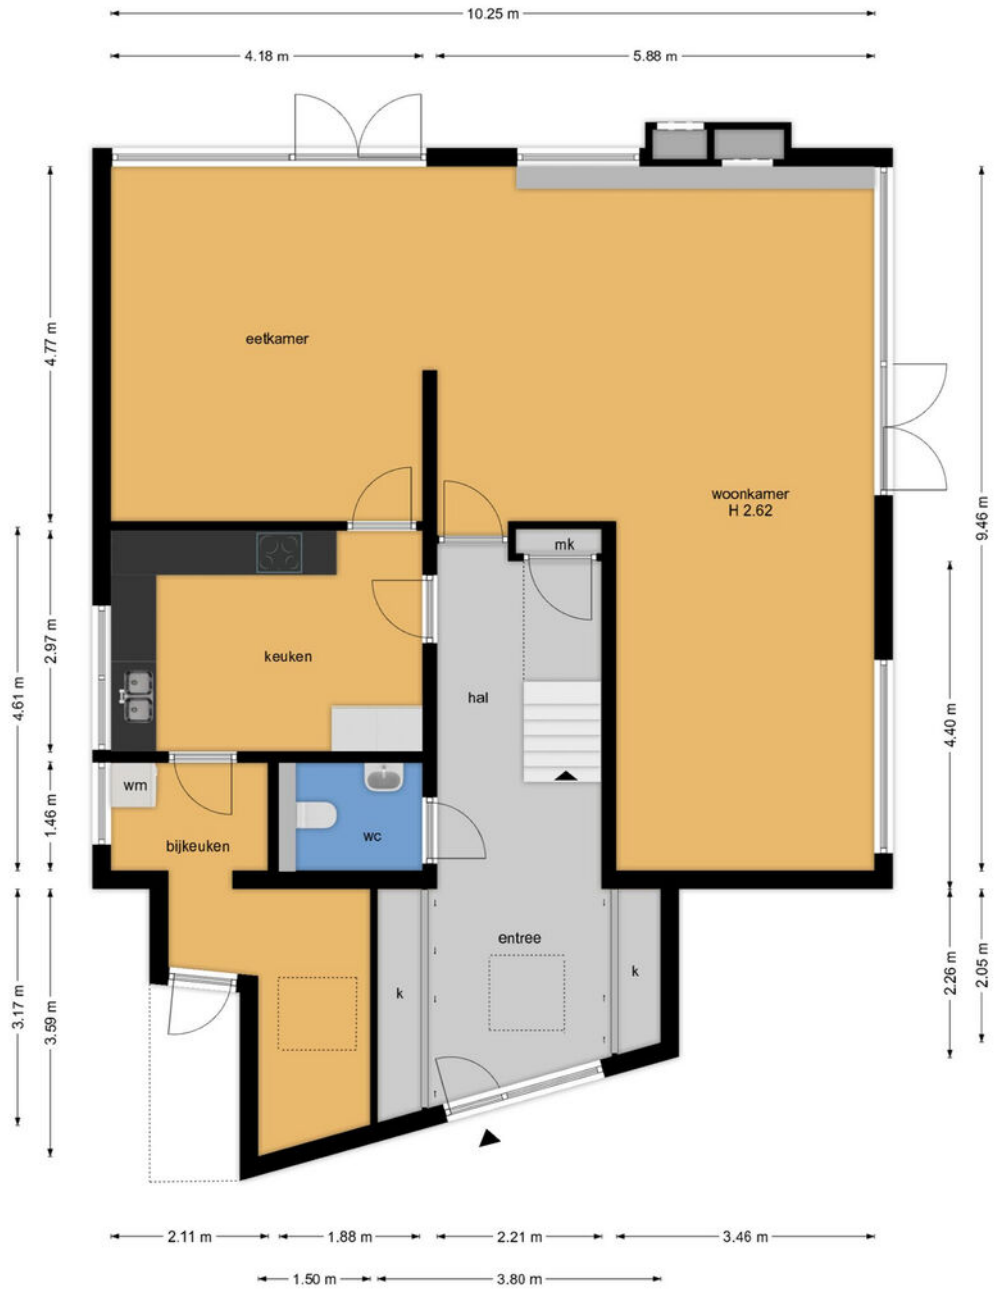 10.25 m
4.18 m
5.88 m
4.77 m
eetkamer
woonkamer
H 2.62
9.46 m
mk
2.97 m
4.61 m
keuken
hal
4.40 m
wm
1.46 m
bijkeuken
wc
entree
k
k
3.17 m
3.59 m
2.26 m
2.05 m
2.11 m
1.88 m
2.21 m
3.46 m
1.50 m
3.80 m